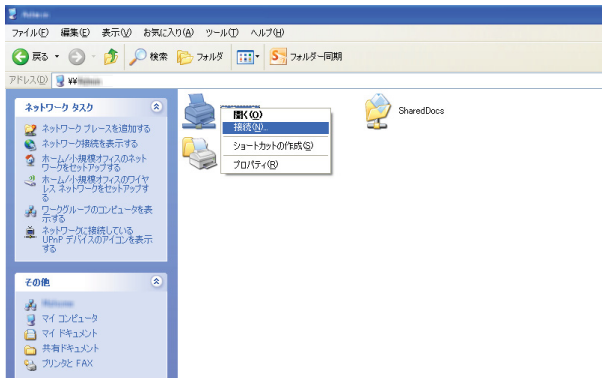 ファイル(F) 編集(E) 表示(V) お気に入り(A) ツール(T) ヘルプ(H)
戻る 検索 フォルダ フォルダー同期
アドレス(D) ¥¥
ネットワーク タスク
ネットワーク プレースを追加する
ネットワーク接続を表示する
ホーム/小規模オフィスのネット
ワークをセットアップする
ホーム/小規模オフィスのワイヤ
レス ネットワークをセットアップす
る
ワークグループのコンピュータを表
示する
ネットワークに接続している
UPnP デバイスのアイコンを表示
する
その他
マイ コンピュータ
マイ ドキュメント
共有ドキュメント
プリンタと FAX
開く(O)
接続(N)...
ショートカットの作成(S)
プロパティ(R)
SharedDocs